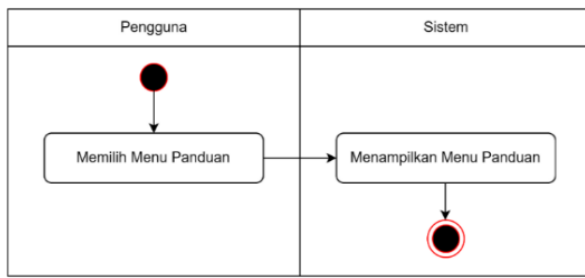 Pengguna
Sistem
Memilih Menu Panduan
Menampilkan Menu Panduan